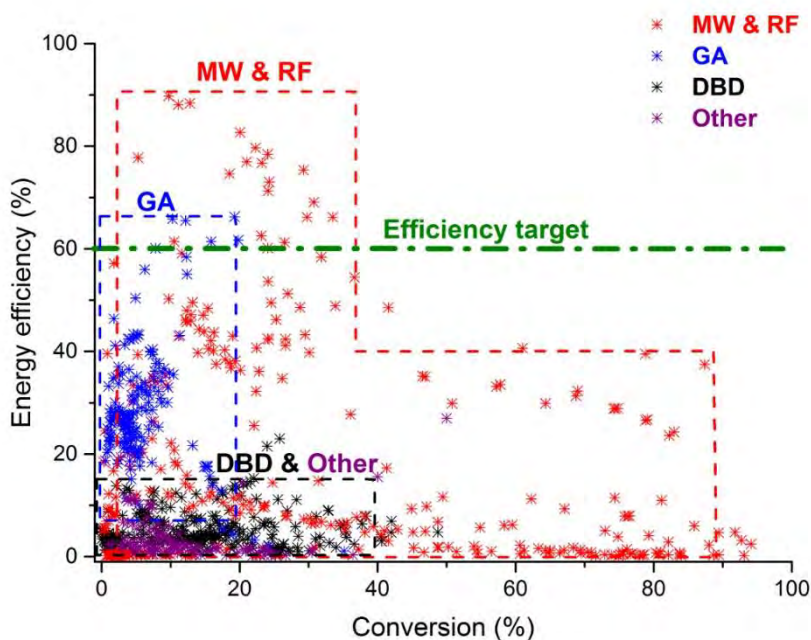 MW & RF
GA
DBD
Other
100
MW & RF
80
GA
Efficiency target
60
40
20
DBD & Other
0
0 20 40 60 80 100
Energy efficiency (%)
Conversion (%)